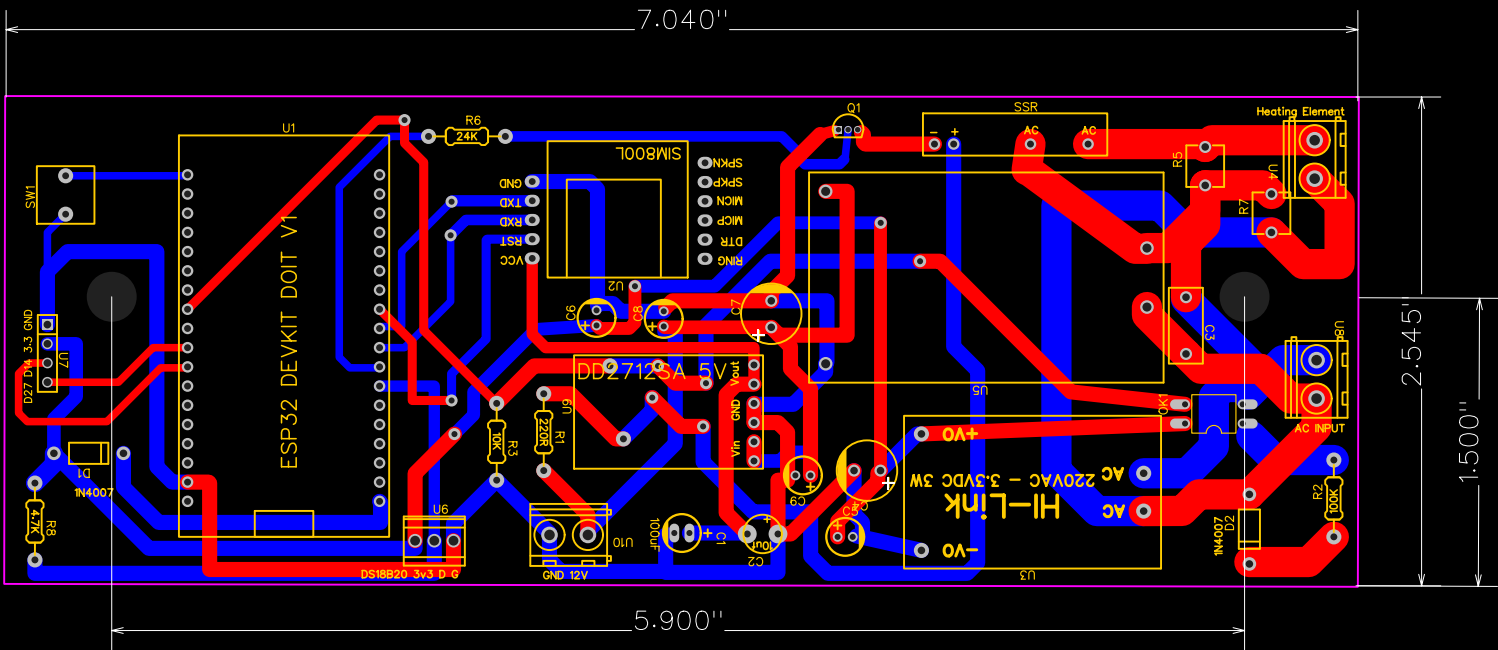 7.040"
Q1
SSR
Heating Element
U1
R6
24K
SIM800L
-
+
AC
AC
SPKN
SPKP
MICN
MICP
DTR
RING
GND
TXD
RXD
RST
VCC
R5
U4
R7
SW1
ESP32 DEVKIT DOIT V1
U2
C6
C8
C7
+
+
+
C3
U8
2.545"
D27 D14 3.3 GND
U7
DD2712SA 5V
Vout
GND
Vin
U5
U9
OK1
AC INPUT
+VO
10K
R3
220R
R1
220VAC - 3.3VDC 3W
Hi-Link
AC
AC
-VO
1.500"
D1
1N4007
4.7K
R8
U6
DS18B20 3v3 D G
GND 12V
U10
100uF
+
C1
+
10uf
C2
C9
+
+
+
U3
1N4007
D2
R2
100K
5.900"